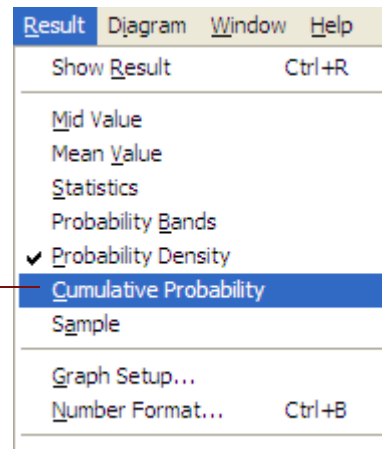 Result Diagram Window Help
Show Result Ctrl+R
Mid Value
Mean Value
Statistics
Probability Bands
✔ Probability Density
Cumulative Probability
Sample
Graph Setup...
Number Format... Ctrl+B